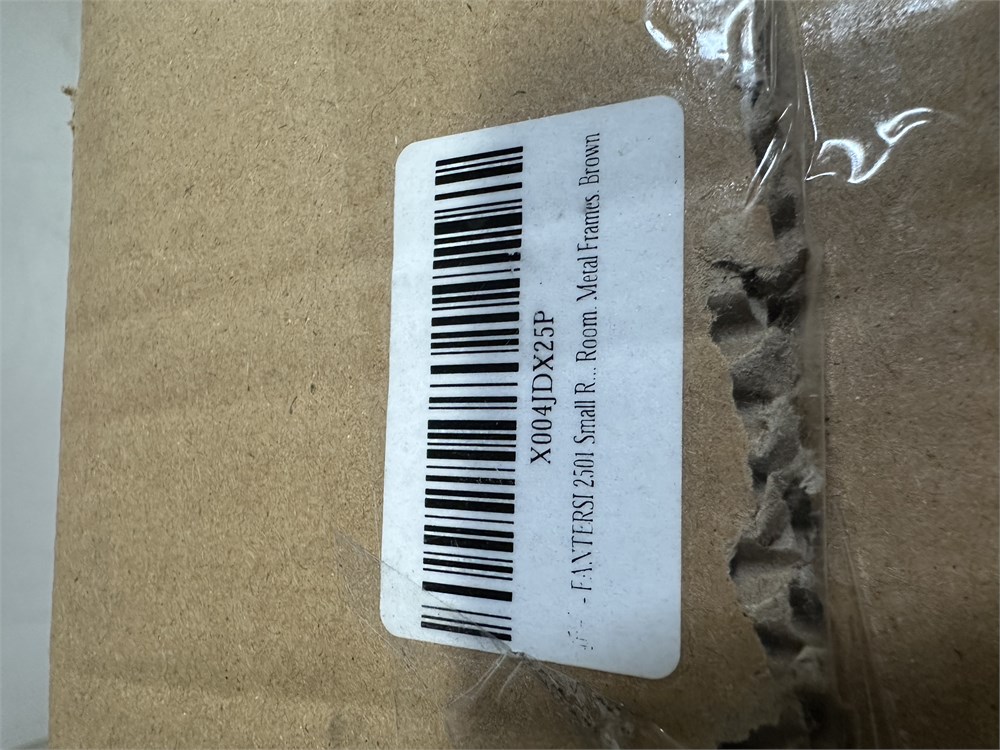 X004JDX25P
- FANTERSI 2501 Small R... Room. Metal Frames. Brown